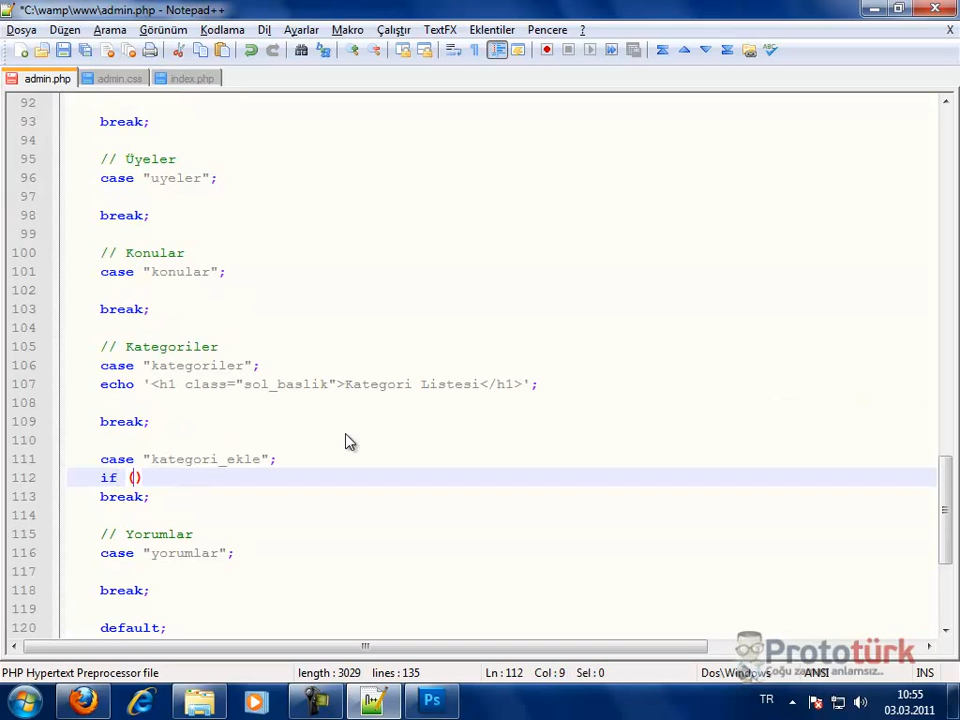 *C:\wamp\www\admin.php - Notepad++
Dosya Düzen Arama Görünüm Kodlama Dil Ayarlar Makro Çalıştır TextFX Eklentiler Pencere ? X
admin.php admin.css index.php
92
93 break;
94
95 // Üyeler
96 case "uyeler";
97
98 break;
99
100 // Konular
101 case "konular";
102
103 break;
104
105 // Kategoriler
106 case "kategoriler";
107 echo '<h1 class="sol_baslik">Kategori Listesi</h1>';
108
109 break;
110
111 case "kategori_ekle";
112 if ()
113 break;
114
115 // Yorumlar
116 case "yorumlar";
117
118 break;
119
120 default;
Prototürk
Çoğu zaman anlamsız..
PHP Hypertext Preprocessor file length : 3029 lines : 135 Ln : 112 Col : 9 Sel : 0 Dos\Windows ANSI INS
Ps TR 10:55
03.03.2011